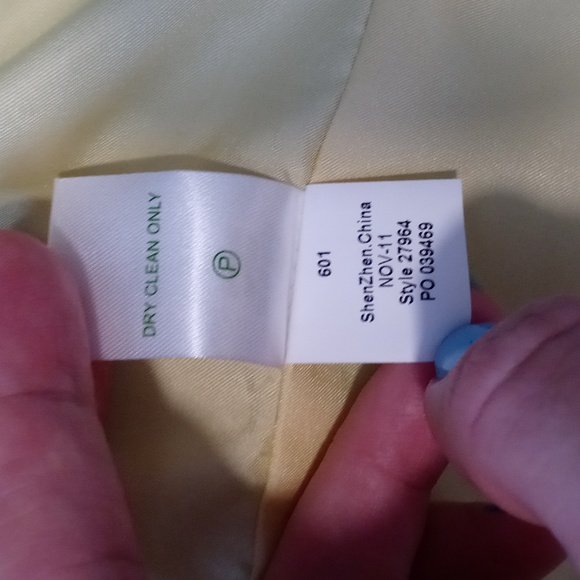 DRY CLEAN ONLY
P
601
ShenZhen.China
NOV-11
Style 27964
PO 039469